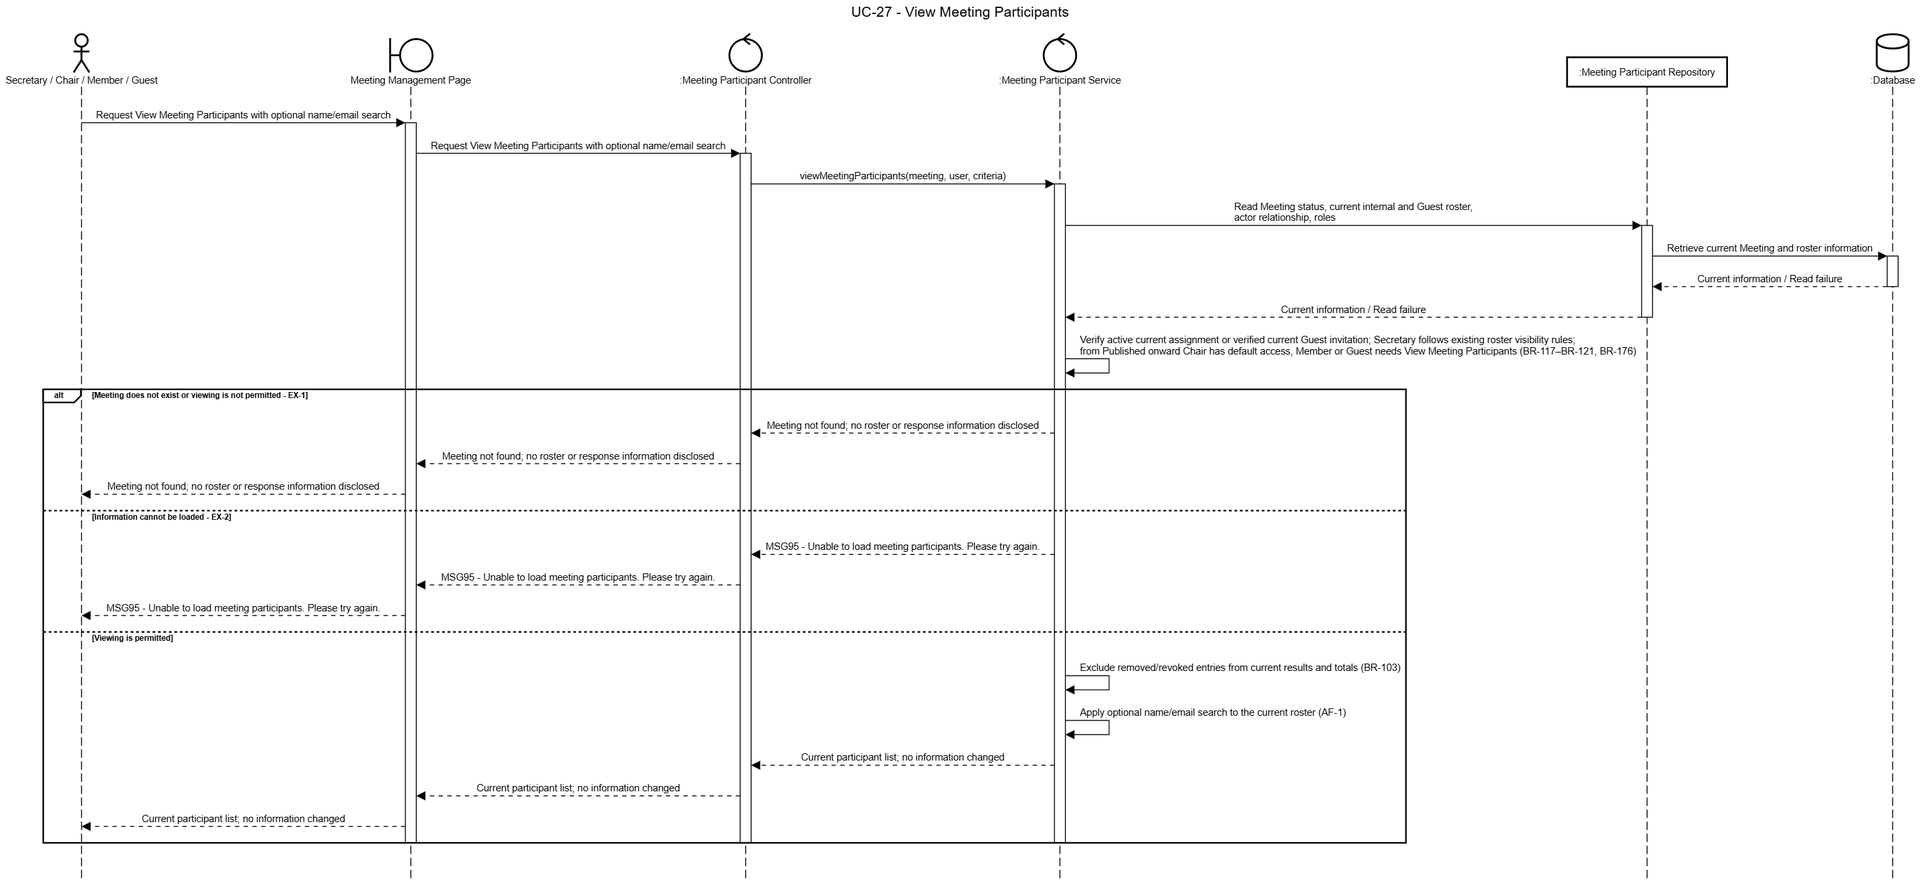 UC-27 - View Meeting Participants
Secretary / Chair / Member / Guest
Meeting Management Page
:Meeting Participant Controller
:Meeting Participant Service
:Meeting Participant Repository
:Database
Request View Meeting Participants with optional name/email search
Request View Meeting Participants with optional name/email search
viewMeetingParticipants(meeting, user, criteria)
Read Meeting status, current internal and Guest roster,
actor relationship, roles
Retrieve current Meeting and roster information
Current information / Read failure
Current information / Read failure
Verify active current assignment or verified current Guest invitation; Secretary follows existing roster visibility rules;
from Published onward Chair has default access, Member or Guest needs View Meeting Participants (BR-117–BR-121, BR-176)
alt
[Meeting does not exist or viewing is not permitted - EX-1]
Meeting not found; no roster or response information disclosed
Meeting not found; no roster or response information disclosed
Meeting not found; no roster or response information disclosed
[Information cannot be loaded - EX-2]
MSG95 - Unable to load meeting participants. Please try again.
MSG95 - Unable to load meeting participants. Please try again.
MSG95 - Unable to load meeting participants. Please try again.
[Viewing is permitted]
Exclude removed/revoked entries from current results and totals (BR-103)
Apply optional name/email search to the current roster (AF-1)
Current participant list; no information changed
Current participant list; no information changed
Current participant list; no information changed